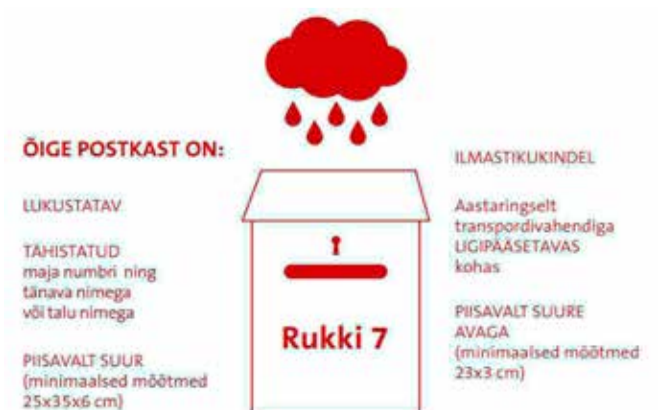 ÕIGE POSTKAST ON:
LUKUSTATAV
TÄHISTATUD
maja numbri ning
tänava nimega
või talu nimega
PIISAVALT SUUR
(minimaalsed mõõtmed
25x35x6 cm)
Rukki 7
ILMASTIKUKINDEL
Aastaringselt
transpordivahendiga
LIGIPÄÄSETAVAS
kohas
PIISAVALT SUURE
AVAGA
(minimaalsed mõõtmed
23x3 cm)